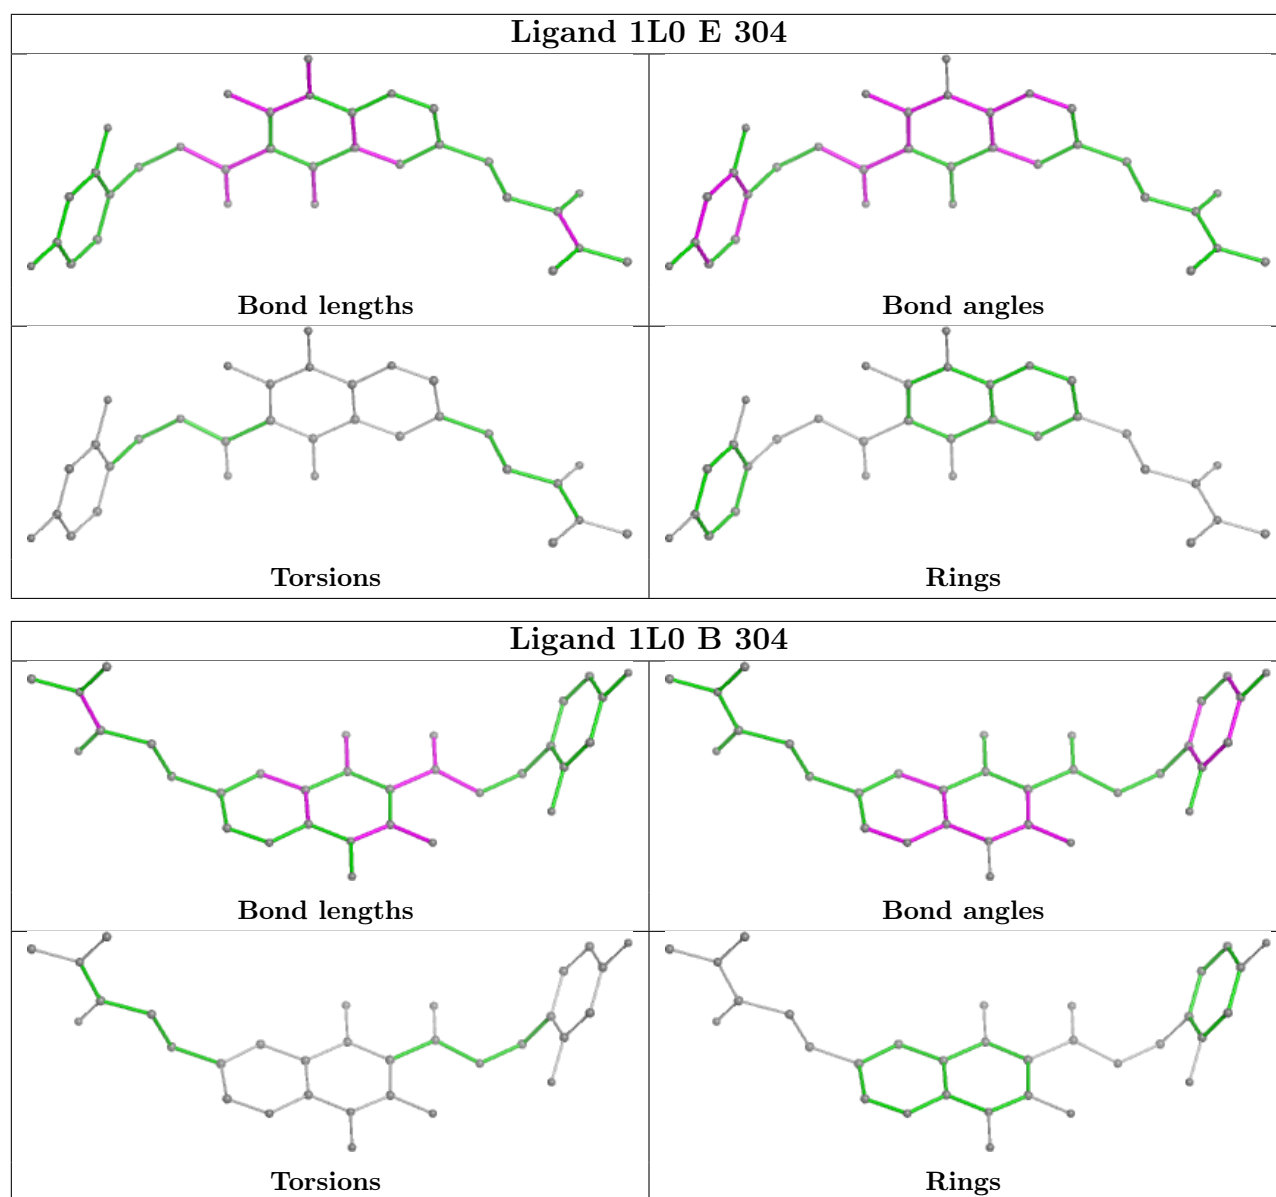 Ligand 1L0 E 304
Bond lengths
Bond angles
Torsions
Rings
Ligand 1L0 B 304
Bond lengths
Bond angles
Torsions
Rings